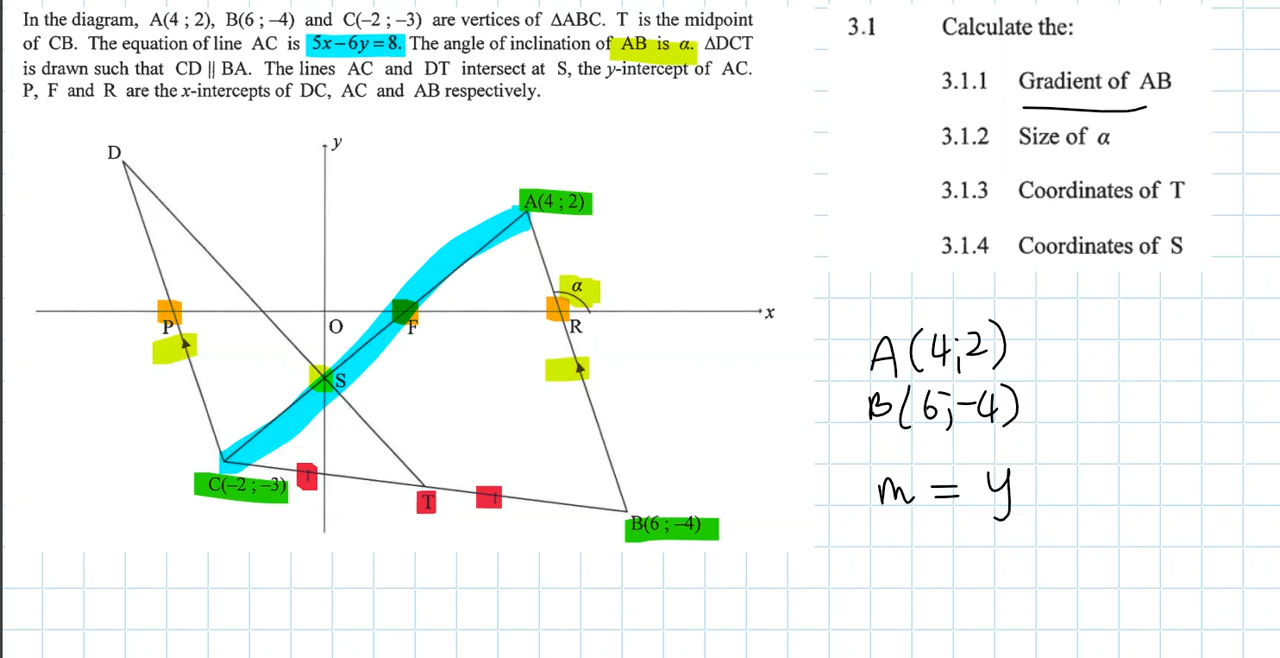 In the diagram, A(4 ; 2), B(6 ; –4) and C(–2 ; –3) are vertices of ΔABC. T is the midpoint
of CB. The equation of line AC is 5x – 6y = 8. The angle of inclination of AB is α. ΔDCT
is drawn such that CD || BA. The lines AC and DT intersect at S, the y-intercept of AC.
P, F and R are the x-intercepts of DC, AC and AB respectively.
D
y
A(4 ; 2)
α
P
O
F
R
x
S
C(–2 ; –3)
T
B(6 ; –4)
3.1 Calculate the:
3.1.1 Gradient of AB
3.1.2 Size of α
3.1.3 Coordinates of T
3.1.4 Coordinates of S
A(4;2)
B(6;-4)
m = y